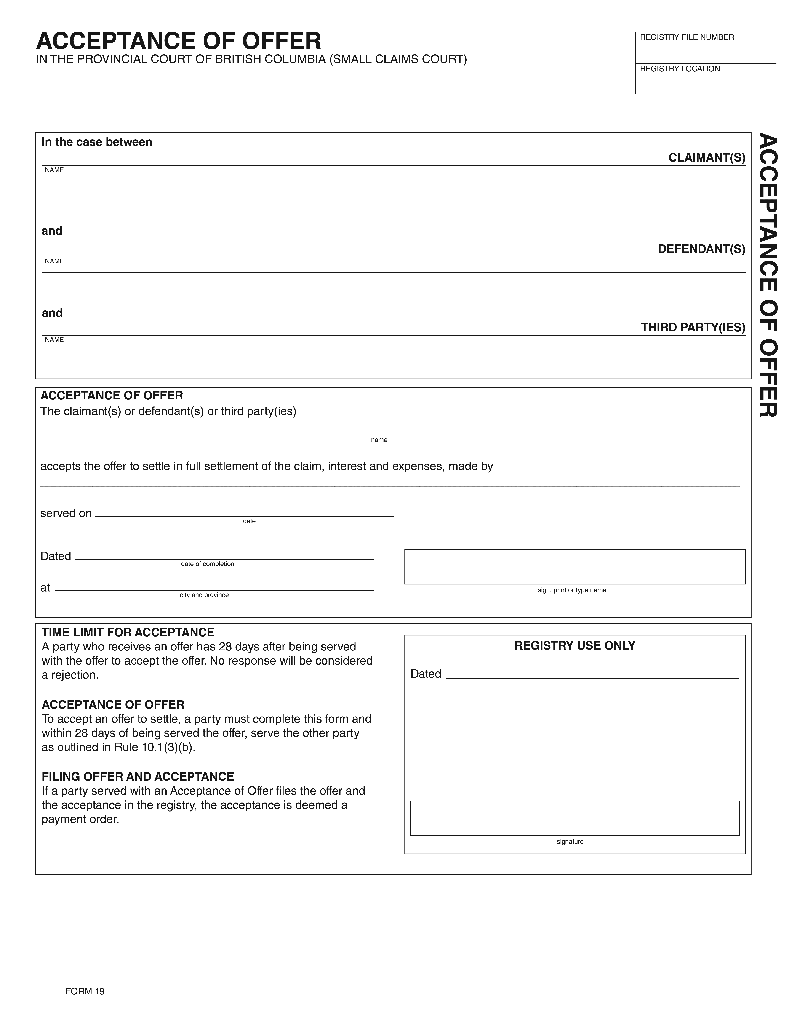 ACCEPTANCE OF OFFER
IN THE PROVINCIAL COURT OF BRITISH COLUMBIA (SMALL CLAIMS COURT)
REGISTRY FILE NUMBER
REGISTRY LOCATION
ACCEPTANCE OF OFFER
In the case between
CLAIMANT(S)
NAME
and
DEFENDANT(S)
NAME
and
THIRD PARTY(IES)
NAME
ACCEPTANCE OF OFFER
The claimant(s) or defendant(s) or third party(ies)
name
accepts the offer to settle in full settlement of the claim, interest and expenses, made by
served on
date
Dated
date of completion
at
city and province
sign, print or type name
TIME LIMIT FOR ACCEPTANCE
A party who receives an offer has 28 days after being served
with the offer to accept the offer. No response will be considered
a rejection.
ACCEPTANCE OF OFFER
To accept an offer to settle, a party must complete this form and
within 28 days of being served the offer, serve the other party
as outlined in Rule 10.1(3)(b).
FILING OFFER AND ACCEPTANCE
If a party served with an Acceptance of Offer files the offer and
the acceptance in the registry, the acceptance is deemed a
payment order.
REGISTRY USE ONLY
Dated
signature
FORM 19